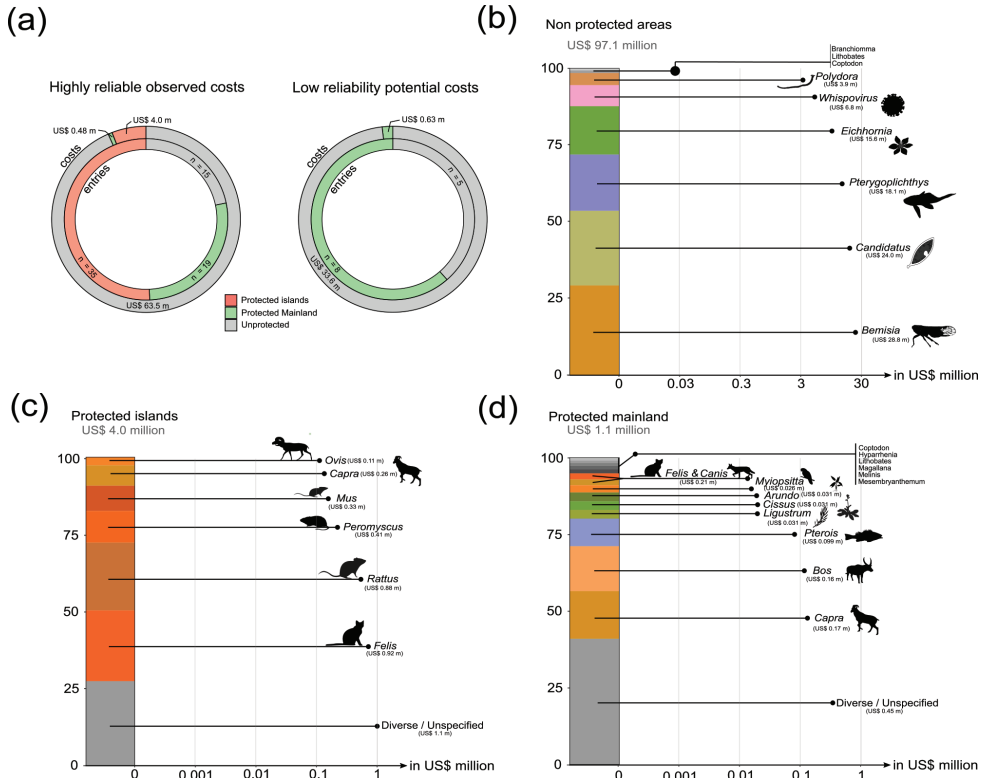 (a)
Highly reliable observed costs
US$ 4.0 m
US$ 0.48 m
costs
entries
n = 15
n = 19
n = 35
US$ 63.5 m
Low reliability potential costs
US$ 0.63 m
costs
entries
n = 5
n = 8
US$ 33.6 m
Protected islands
Protected Mainland
Unprotected
(b)
Non protected areas
US$ 97.1 million
Branchiomma
Lithobates
Coptodon
100
75
50
25
0
Polydora
(US$ 3.9 m)
Whispovirus
(US$ 6.8 m)
Eichhornia
(US$ 15.6 m)
Pterygoplichthys
(US$ 18.1 m)
Candidatus
(US$ 24.0 m)
Bemisia
(US$ 28.8 m)
0 0.03 0.3 3 30
in US$ million
(c)
Protected islands
US$ 4.0 million
100
75
50
25
0
Ovis (US$ 0.11 m)
Capra (US$ 0.26 m)
Mus
(US$ 0.33 m)
Peromyscus
(US$ 0.41 m)
Rattus
(US$ 0.88 m)
Felis
(US$ 0.92 m)
Diverse / Unspecified
(US$ 1.1 m)
0 0.001 0.01 0.1 1
in US$ million
(d)
Protected mainland
US$ 1.1 million
Coptodon
Hyparrhenia
Lithobates
Magallana
Melinis
Mesembryanthemum
100
75
50
25
0
Felis & Canis
(US$ 0.21 m)
Myiopsitta
(US$ 0.026 m)
Arundo
(US$ 0.031 m)
Cissus (US$ 0.031 m)
Ligustrum
(US$ 0.031 m)
Pterois
(US$ 0.099 m)
Bos
(US$ 0.16 m)
Capra
(US$ 0.17 m)
Diverse / Unspecified
(US$ 0.45 m)
0 0.001 0.01 0.1 1
in US$ million